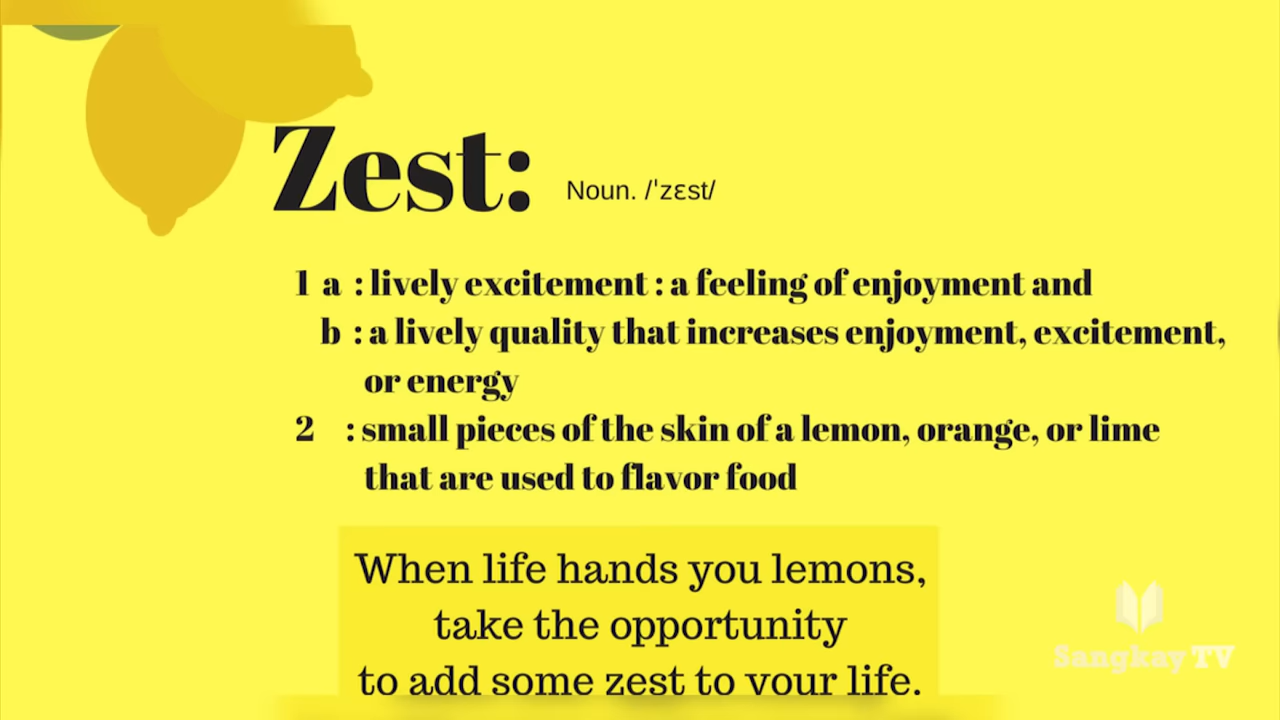 Zest: Noun. /ˈzɛst/
1 a : lively excitement : a feeling of enjoyment and
b : a lively quality that increases enjoyment, excitement,
or energy
2 : small pieces of the skin of a lemon, orange, or lime
that are used to flavor food
When life hands you lemons,
take the opportunity
to add some zest to your life.
Sangkay TV